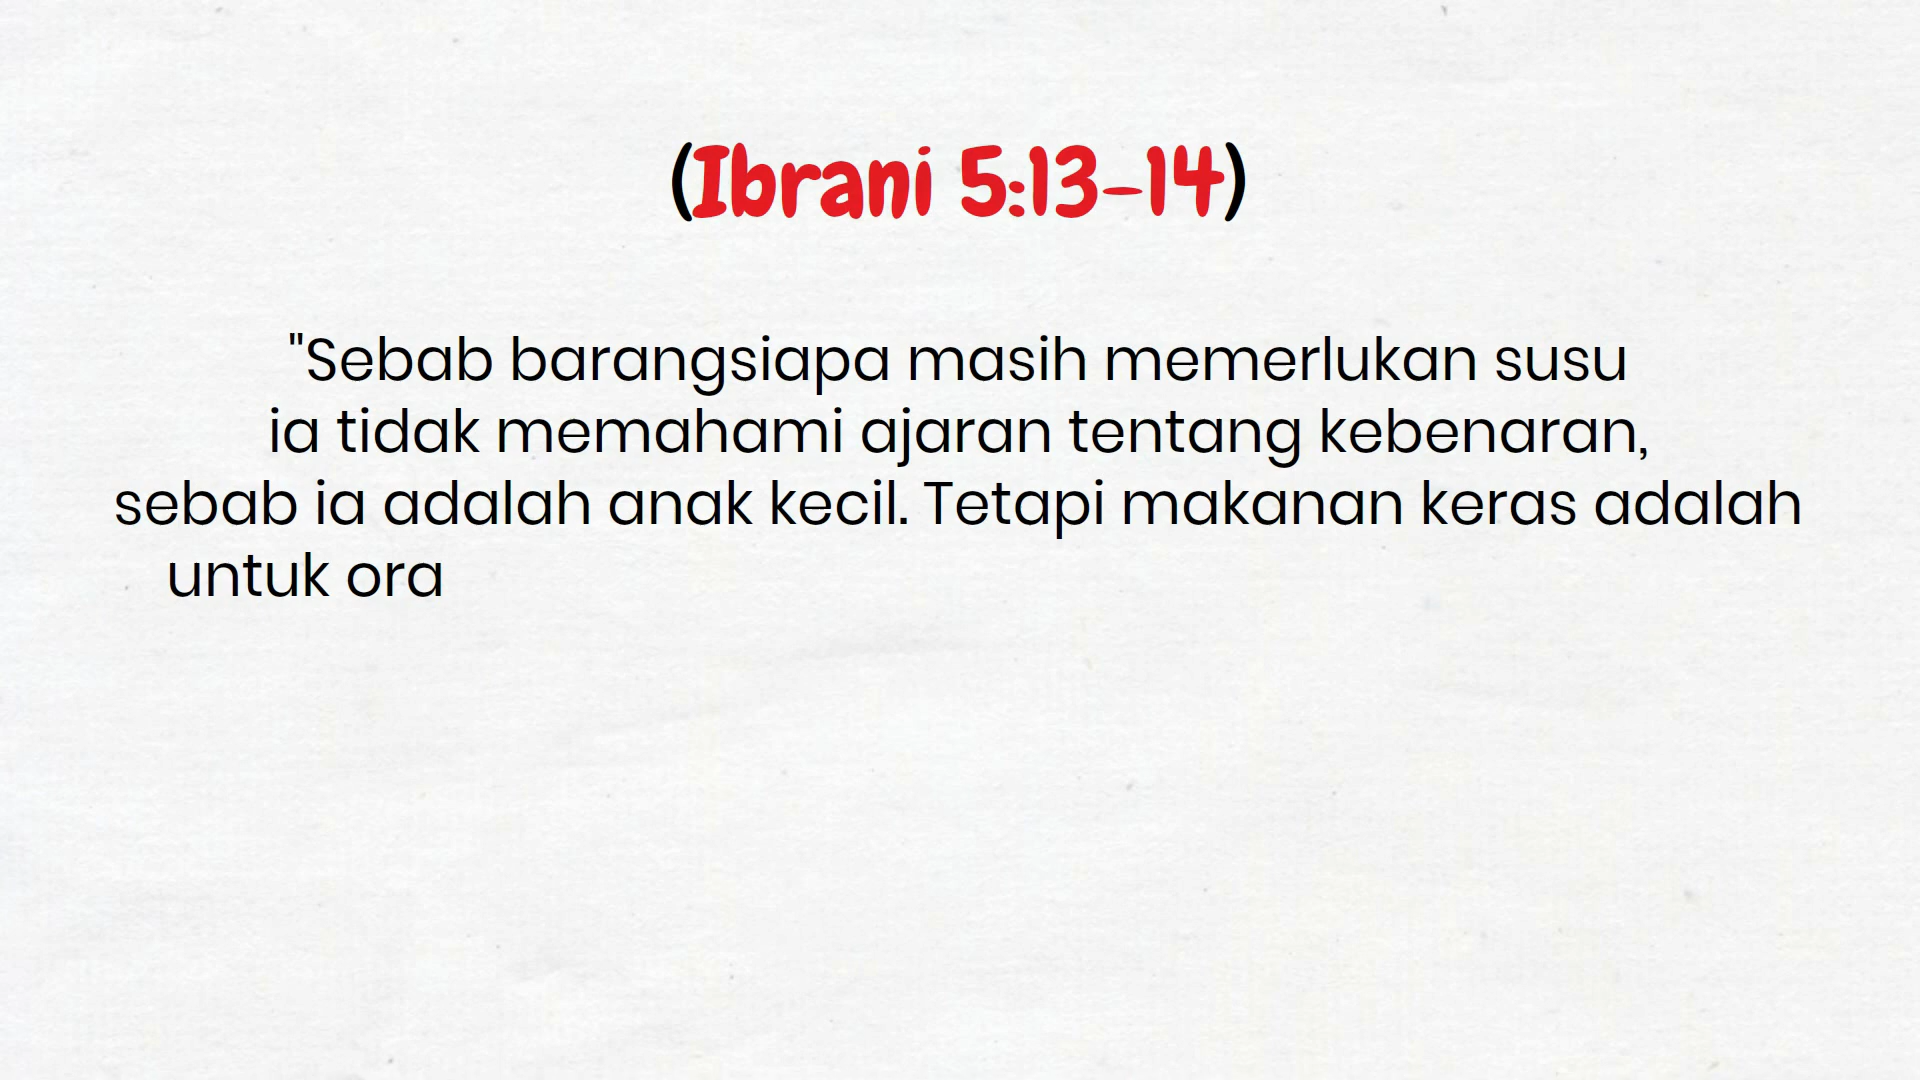 (Ibrani 5:13-14)
"Sebab barangsiapa masih memerlukan susu
ia tidak memahami ajaran tentang kebenaran,
sebab ia adalah anak kecil. Tetapi makanan keras adalah
untuk ora